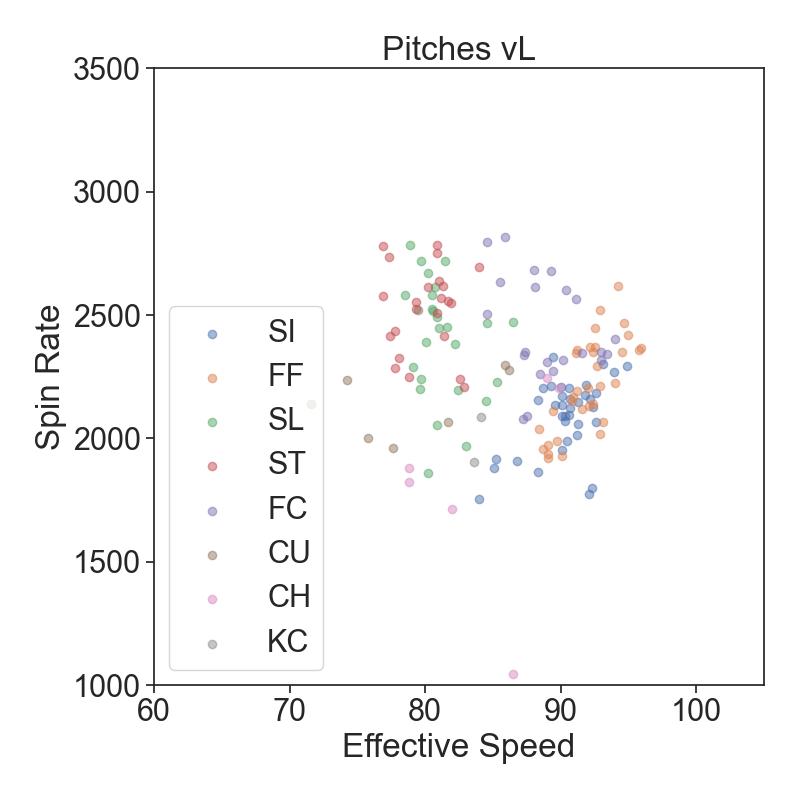 Pitches vL
3500
3000
2500
2000
1500
1000
Spin Rate
SI
FF
SL
ST
FC
CU
CH
KC
60
70
80
90
100
Effective Speed